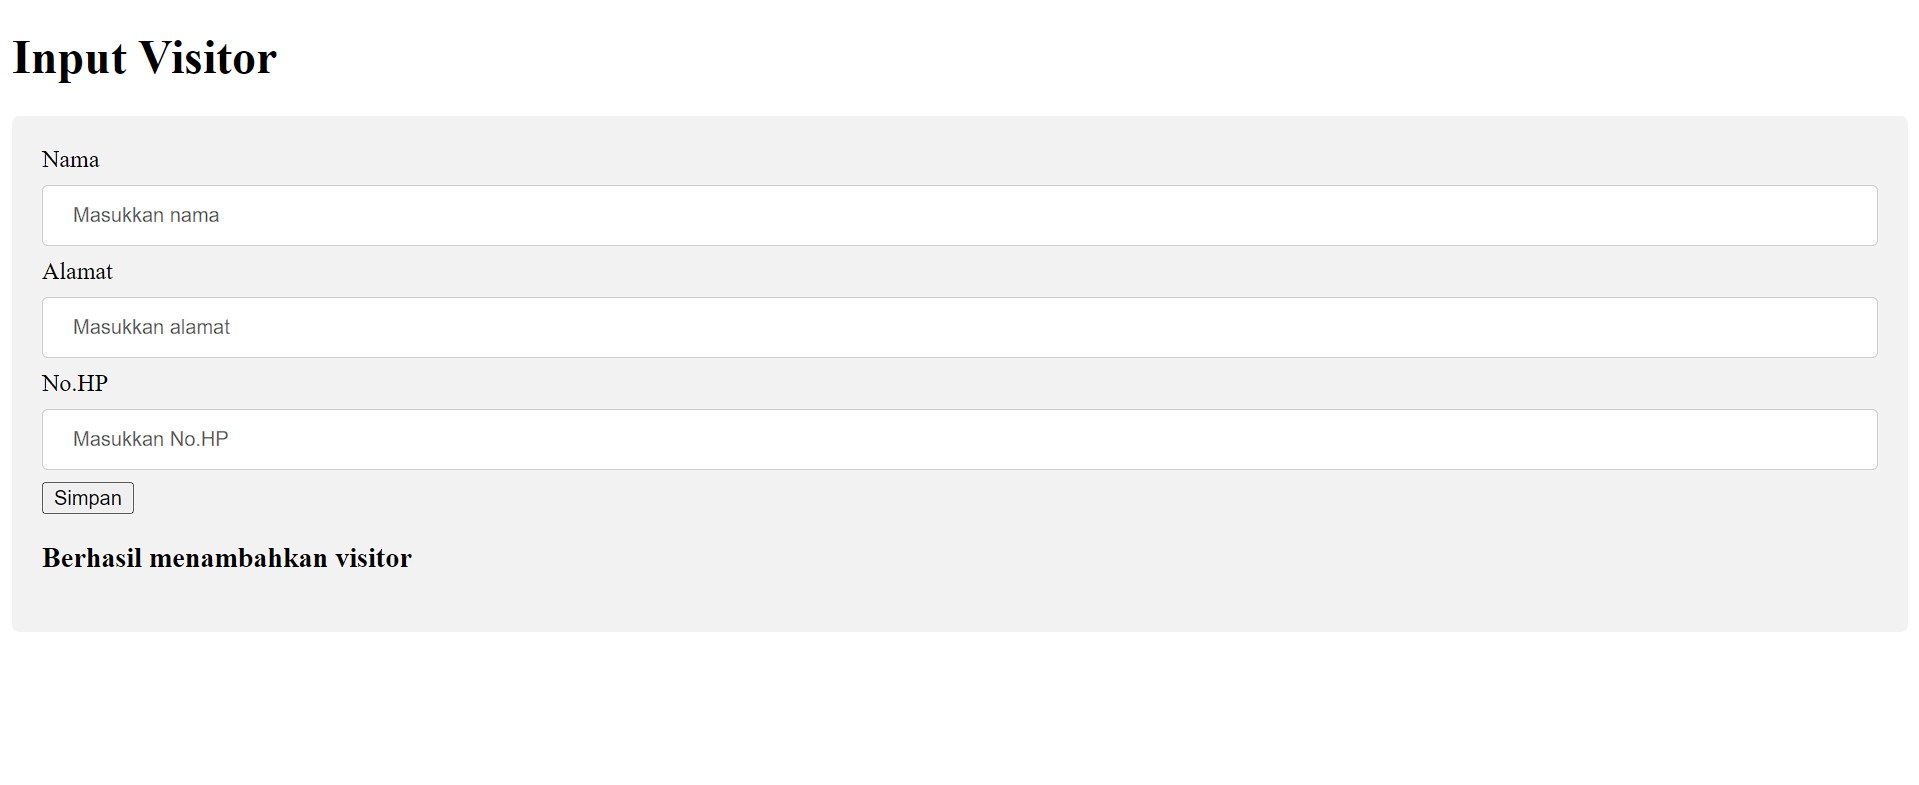 Input Visitor
Nama
Masukkan nama
Alamat
Masukkan alamat
No.HP
Masukkan No.HP
Simpan
Berhasil menambahkan visitor